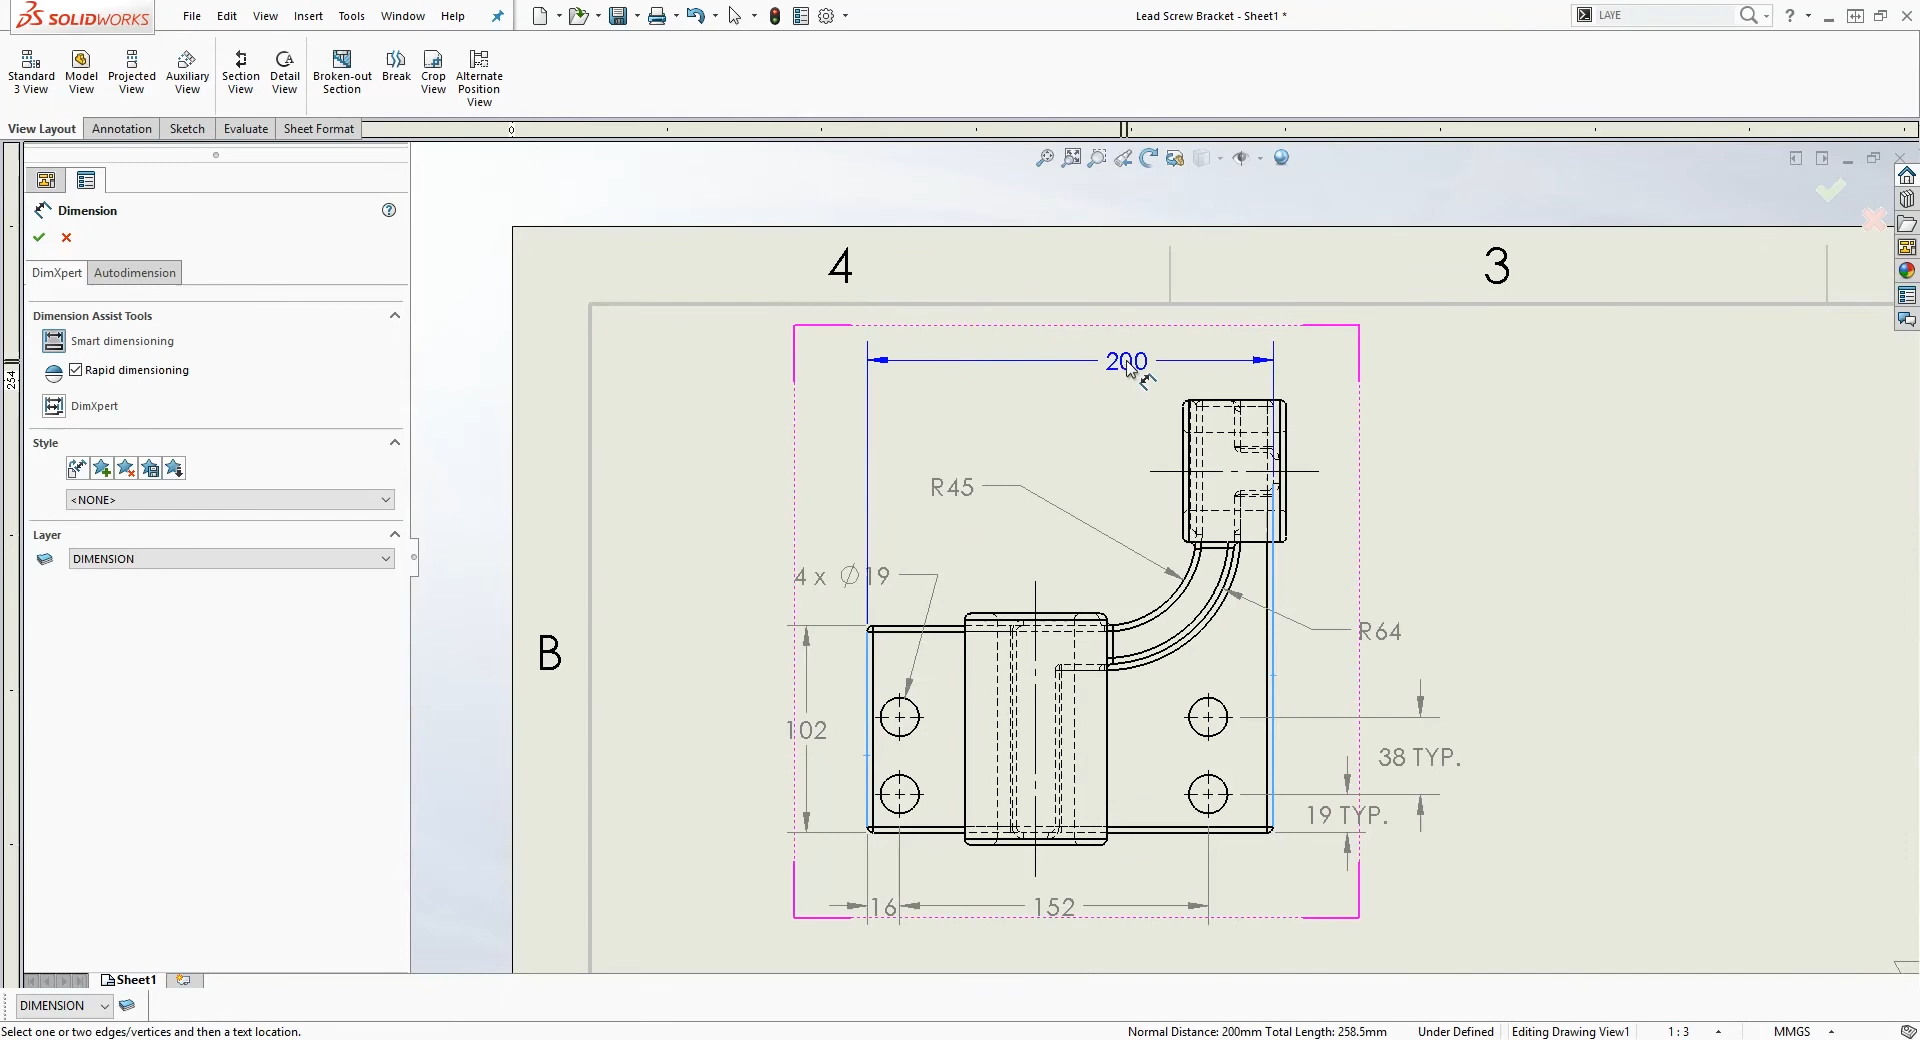 SOLIDWORKS File Edit View Insert Tools Window Help Lead Screw Bracket - Sheet1 * LAYE ?
Standard 3 View
Model View
Projected View
Auxiliary View
Section View
Detail View
Broken-out Section
Break
Crop View
Alternate Position View
View Layout Annotation Sketch Evaluate Sheet Format 0
Dimension ?
DimXpert Autodimension
Dimension Assist Tools
Smart dimensioning
Rapid dimensioning
DimXpert
Style
<NONE>
Layer
DIMENSION
254
4 3
B
200
R45
4 x Ø 19
R64
102
38 TYP.
19 TYP.
16 152
Sheet1
DIMENSION
Select one or two edges/vertices and then a text location. Normal Distance: 200mm Total Length: 258.5mm Under Defined Editing Drawing View1 1 : 3 MMGS